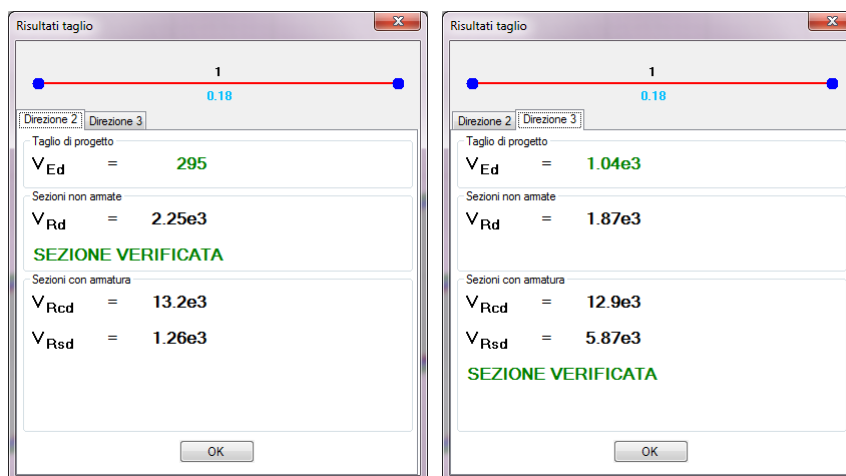 Risultati taglio
x
1
0.18
Direzione 2 Direzione 3
Taglio di progetto
VEd = 295
Sezioni non armate
VRd = 2.25e3
SEZIONE VERIFICATA
Sezioni con armatura
VRcd = 13.2e3
VRsd = 1.26e3
OK
Risultati taglio
x
1
0.18
Direzione 2 Direzione 3
Taglio di progetto
VEd = 1.04e3
Sezioni non armate
VRd = 1.87e3
Sezioni con armatura
VRcd = 12.9e3
VRsd = 5.87e3
SEZIONE VERIFICATA
OK